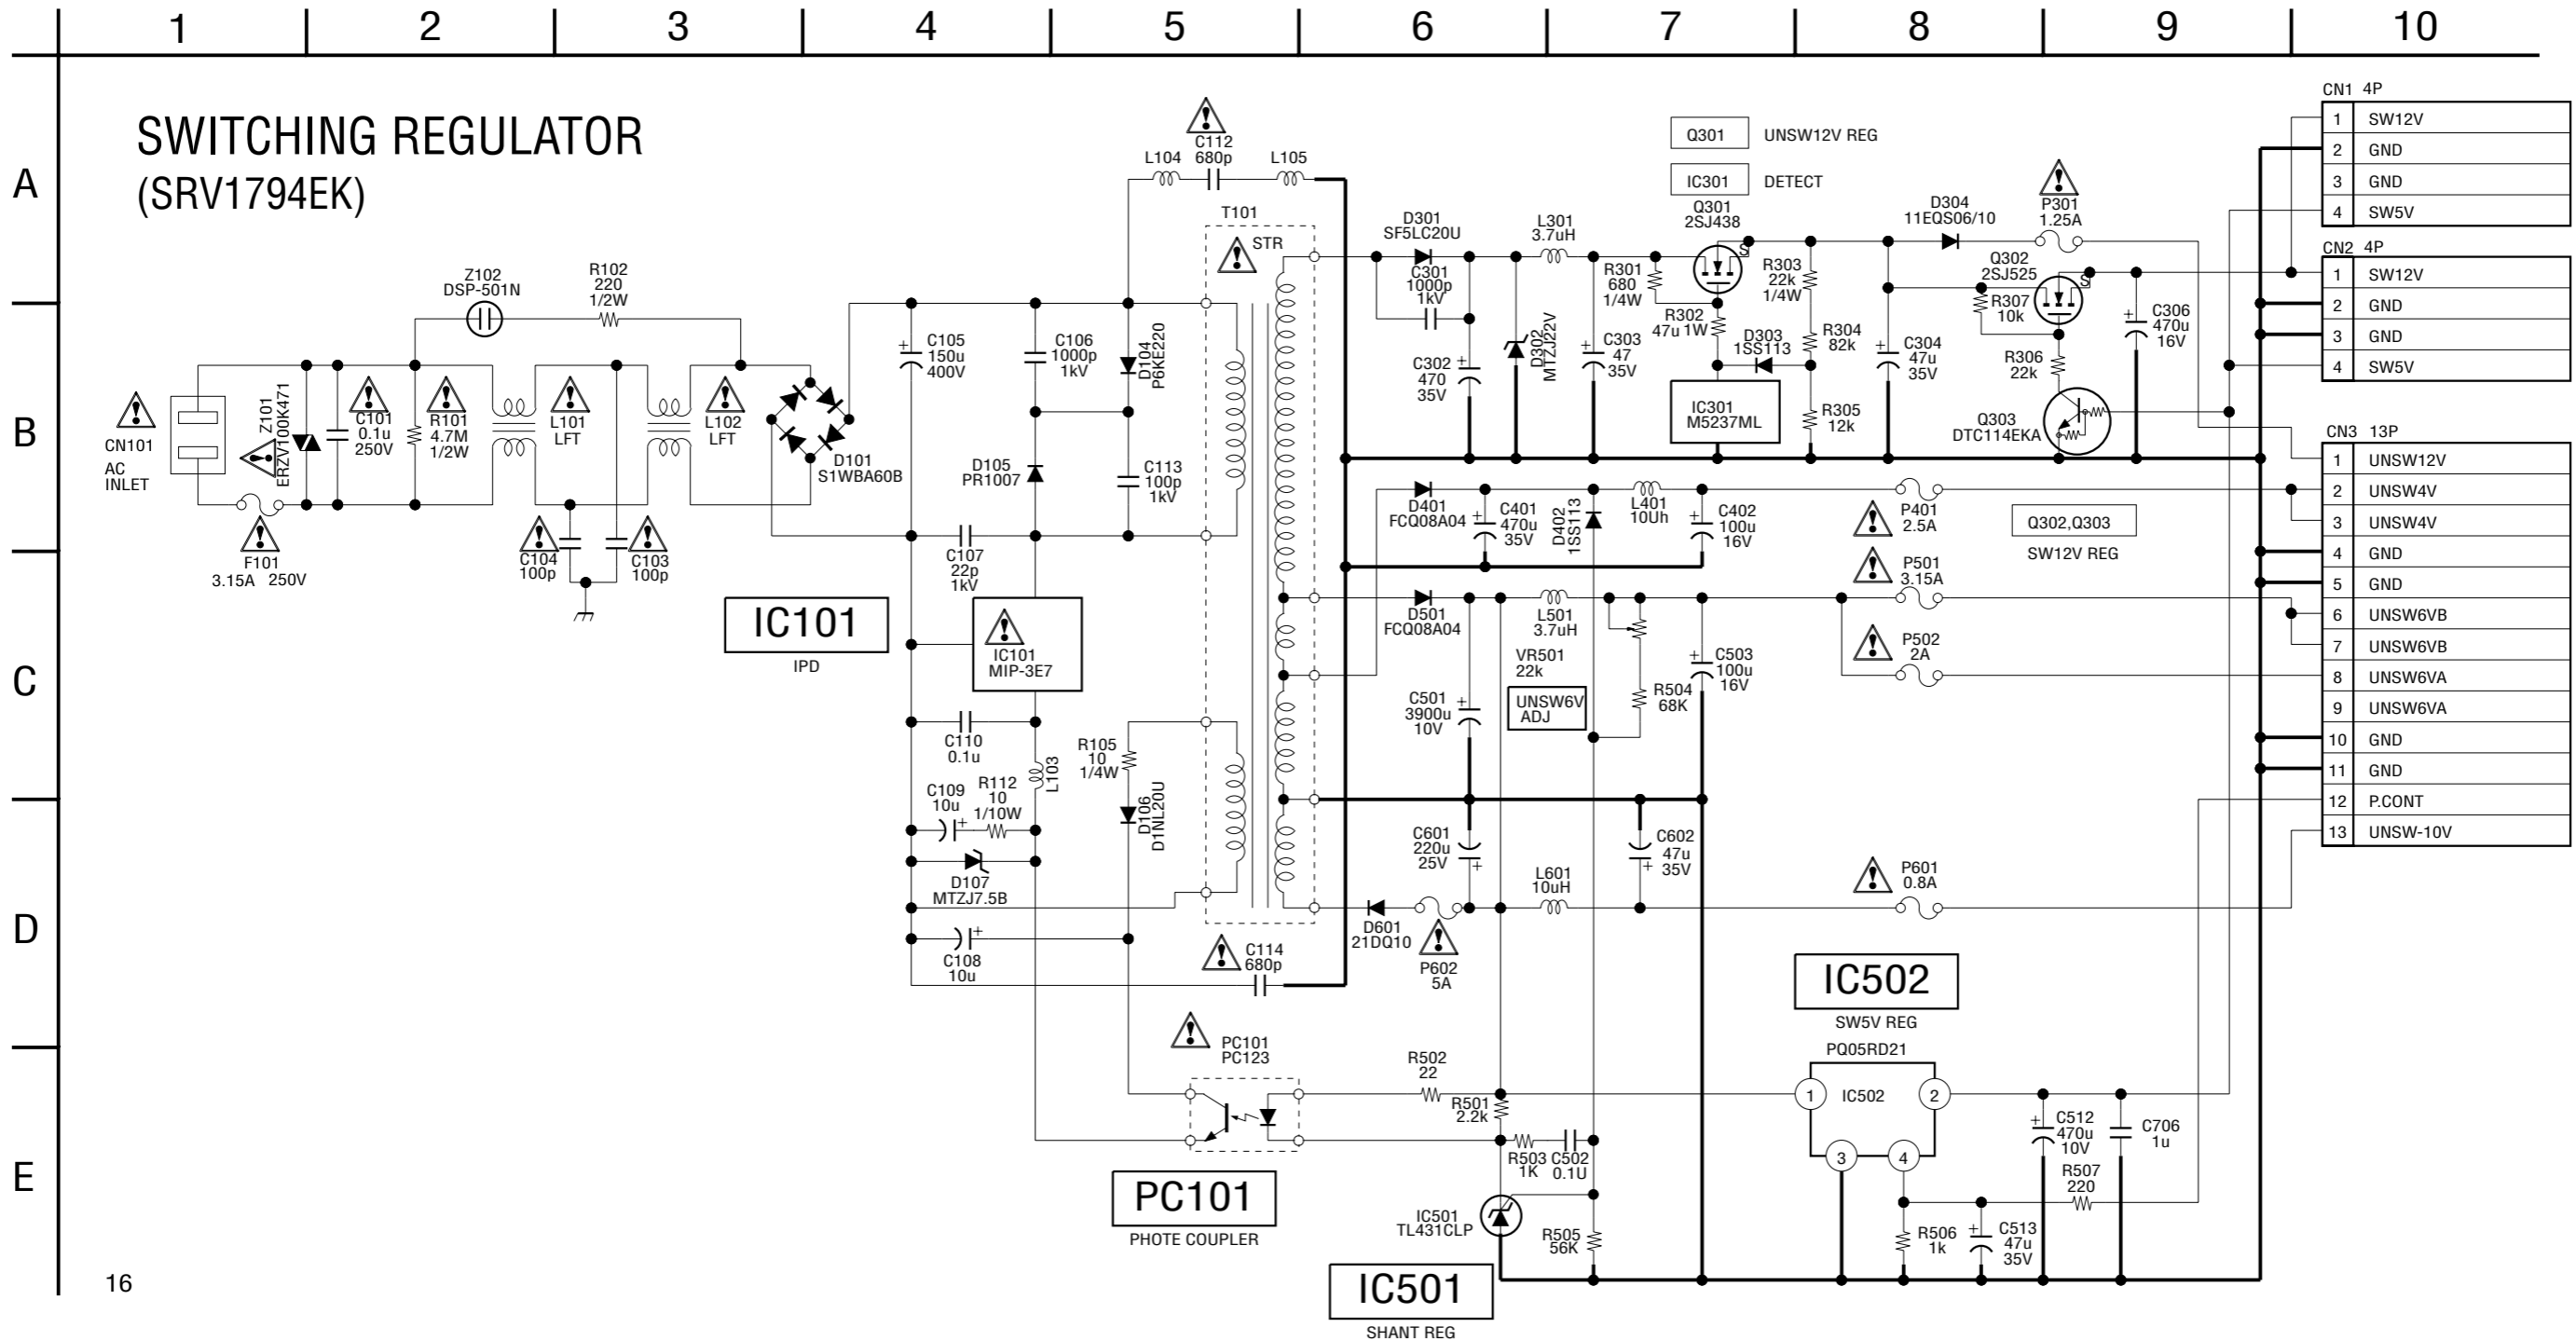 1 2 3 4 5 6 7 8 9 10
A
B
C
D
E
SWITCHING REGULATOR
(SRV1794EK)
CN101
AC
INLET
F101
3.15A 250V
Z101
ERZV100K471
C101
0.1u
250V
R101
4.7M
1/2W
Z102
DSP-501N
R102
220
1/2W
L101
LFT
L102
LFT
C104
100p
C103
100p
D101
S1WBA60B
C105
150u
400V
C106
1000p
1kV
D104
P6KE220
D105
PR1007
C113
100p
1kV
C107
22p
1kV
L104
C112
680p
L105
T101
STR
IC101
IPD
IC101
MIP-3E7
C110
0.1u
L103
C109
10u
R112
10
1/10W
R105
10
1/4W
D106
D1NL20U
D107
MTZJ7.5B
C108
10u
C114
680p
PC101
PC123
PC101
PHOTE COUPLER
Q301 UNSW12V REG
IC301 DETECT
D301
SF5LC20U
C301
1000p
1kV
C302
470
35V
D302
MTZJ22V
L301
3.7uH
C303
47
35V
R301
680
1/4W
Q301
2SJ438
S
R302
47u 1W
D303
1SS113
IC301
M5237ML
R303
22k
1/4W
R304
82k
R305
12k
D304
11EQS06/10
P301
1.25A
C304
47u
35V
Q302
2SJ525
S
R307
10k
R306
22k
Q303
DTC114EKA
C306
470u
16V
D401
FCQ08A04
C401
470u
35V
D402
1SS113
L401
10Uh
C402
100u
16V
P401
2.5A
Q302,Q303
SW12V REG
P501
3.15A
P502
2A
D501
FCQ08A04
L501
3.7uH
VR501
22k
UNSW6V
ADJ
R504
68K
C503
100u
16V
C501
3900u
10V
C601
220u
25V
C602
47u
35V
L601
10uH
D601
21DQ10
P602
5A
P601
0.8A
IC502
SW5V REG
PQ05RD21
IC502
1
2
3
4
R502
22
R501
2.2k
R503
1K
C502
0.1U
IC501
TL431CLP
R505
56K
IC501
SHANT REG
R506
1k
C513
47u
35V
C512
470u
10V
C706
1u
R507
220
CN1 4P
1 SW12V
2 GND
3 GND
4 SW5V
CN2 4P
1 SW12V
2 GND
3 GND
4 SW5V
CN3 13P
1 UNSW12V
2 UNSW4V
3 UNSW4V
4 GND
5 GND
6 UNSW6VB
7 UNSW6VB
8 UNSW6VA
9 UNSW6VA
10 GND
11 GND
12 P.CONT
13 UNSW-10V
16